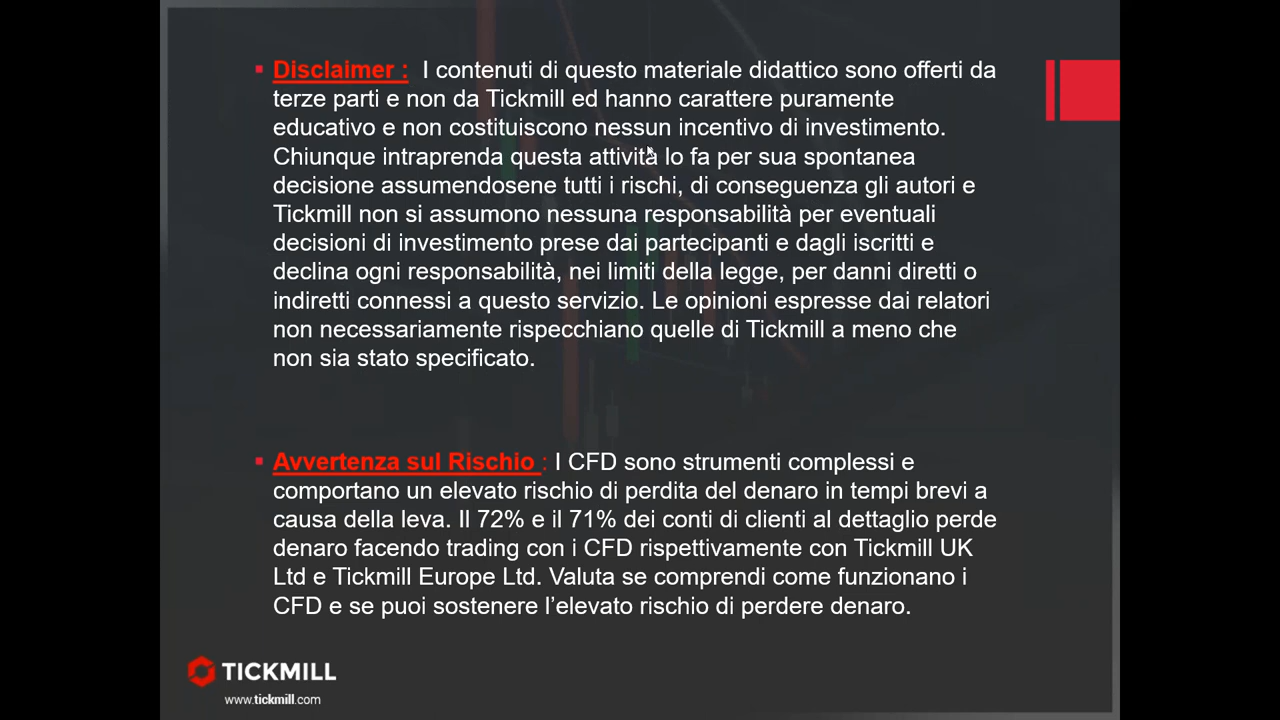 ▪ Disclaimer : I contenuti di questo materiale didattico sono offerti da
terze parti e non da Tickmill ed hanno carattere puramente
educativo e non costituiscono nessun incentivo di investimento.
Chiunque intraprenda questa attività lo fa per sua spontanea
decisione assumendosene tutti i rischi, di conseguenza gli autori e
Tickmill non si assumono nessuna responsabilità per eventuali
decisioni di investimento prese dai partecipanti e dagli iscritti e
declina ogni responsabilità, nei limiti della legge, per danni diretti o
indiretti connessi a questo servizio. Le opinioni espresse dai relatori
non necessariamente rispecchiano quelle di Tickmill a meno che
non sia stato specificato.
▪ Avvertenza sul Rischio : I CFD sono strumenti complessi e
comportano un elevato rischio di perdita del denaro in tempi brevi a
causa della leva. Il 72% e il 71% dei conti di clienti al dettaglio perde
denaro facendo trading con i CFD rispettivamente con Tickmill UK
Ltd e Tickmill Europe Ltd. Valuta se comprendi come funzionano i
CFD e se puoi sostenere l’elevato rischio di perdere denaro.
TICKMILL
www.tickmill.com